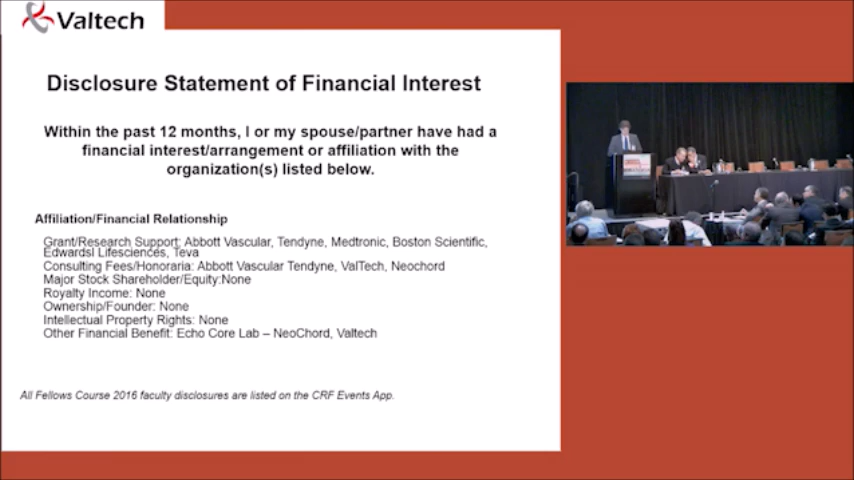 Valtech
Disclosure Statement of Financial Interest
Within the past 12 months, I or my spouse/partner have had a
financial interest/arrangement or affiliation with the
organization(s) listed below.
Affiliation/Financial Relationship
Grant/Research Support: Abbott Vascular, Tendyne, Medtronic, Boston Scientific,
Edwardsl Lifesciences, Teva
Consulting Fees/Honoraria: Abbott Vascular Tendyne, ValTech, Neochord
Major Stock Shareholder/Equity:None
Royalty Income: None
Ownership/Founder: None
Intellectual Property Rights: None
Other Financial Benefit: Echo Core Lab – NeoChord, Valtech
All Fellows Course 2016 faculty disclosures are listed on the CRF Events App.